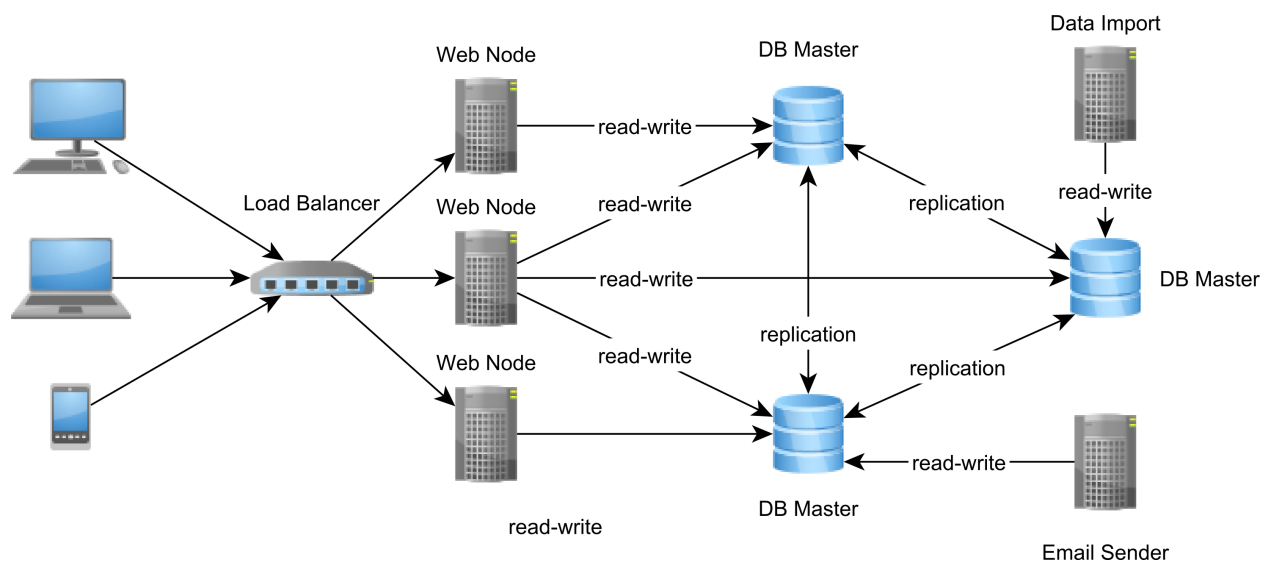 Data Import
Web Node
DB Master
read-write
read-write
Load Balancer
Web Node
read-write
replication
read-write
DB Master
replication
read-write
Web Node
replication
read-write
DB Master
read-write
Email Sender